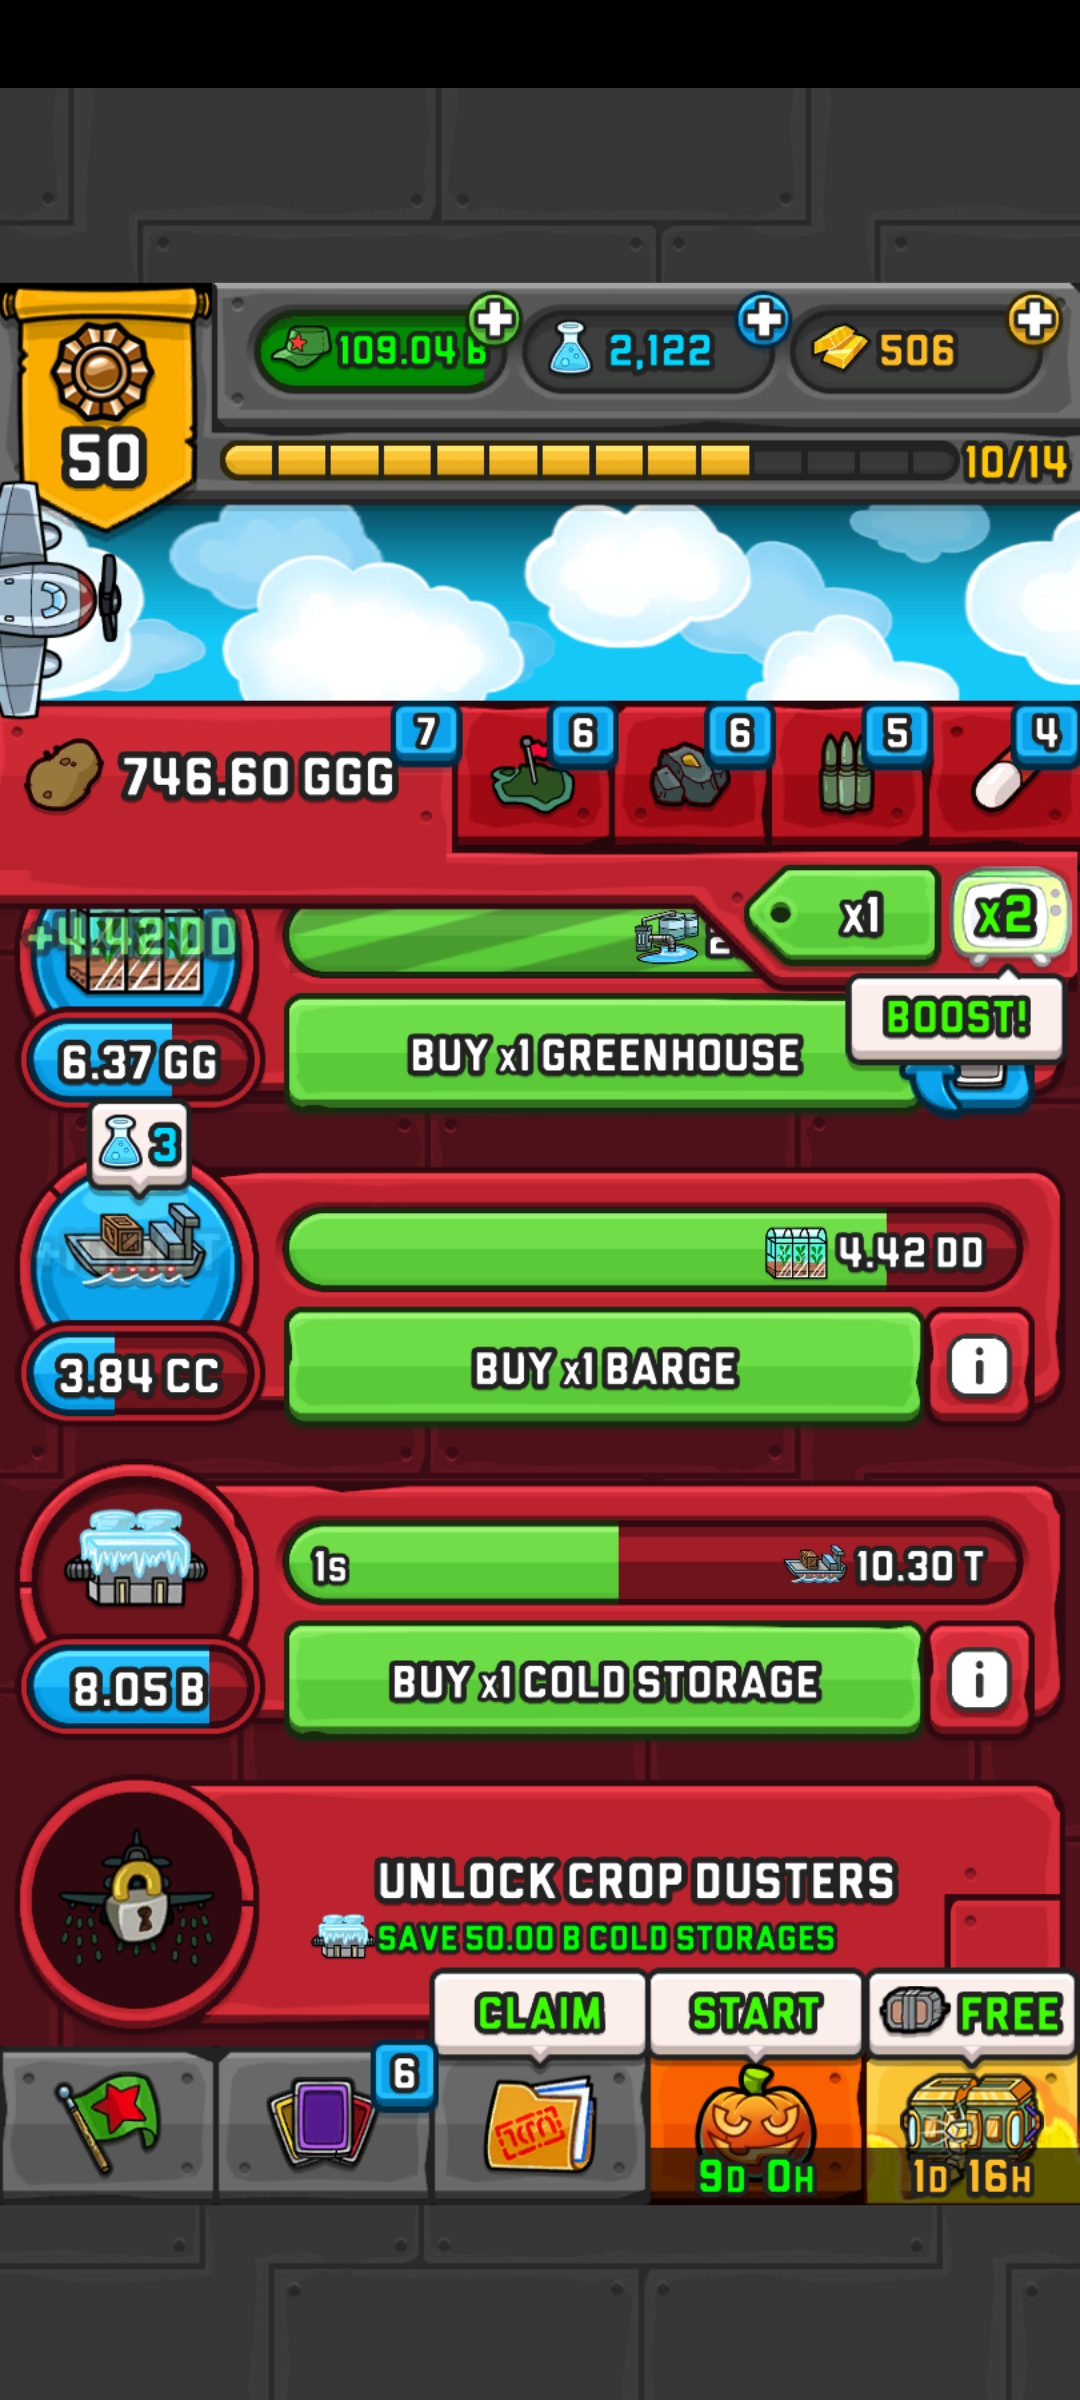 109.04 B
2,122
506
50
10/14
746.60 GGG
7
6
6
5
4
x1
x2
+4.42 DD
BOOST!
6.37 GG
BUY x1 GREENHOUSE
3
4.42 DD
3.84 CC
BUY x1 BARGE
i
1s
10.30 T
8.05 B
BUY x1 COLD STORAGE
i
UNLOCK CROP DUSTERS
SAVE 50.00 B COLD STORAGES
CLAIM
START
FREE
6
9D 0H
1D 16H